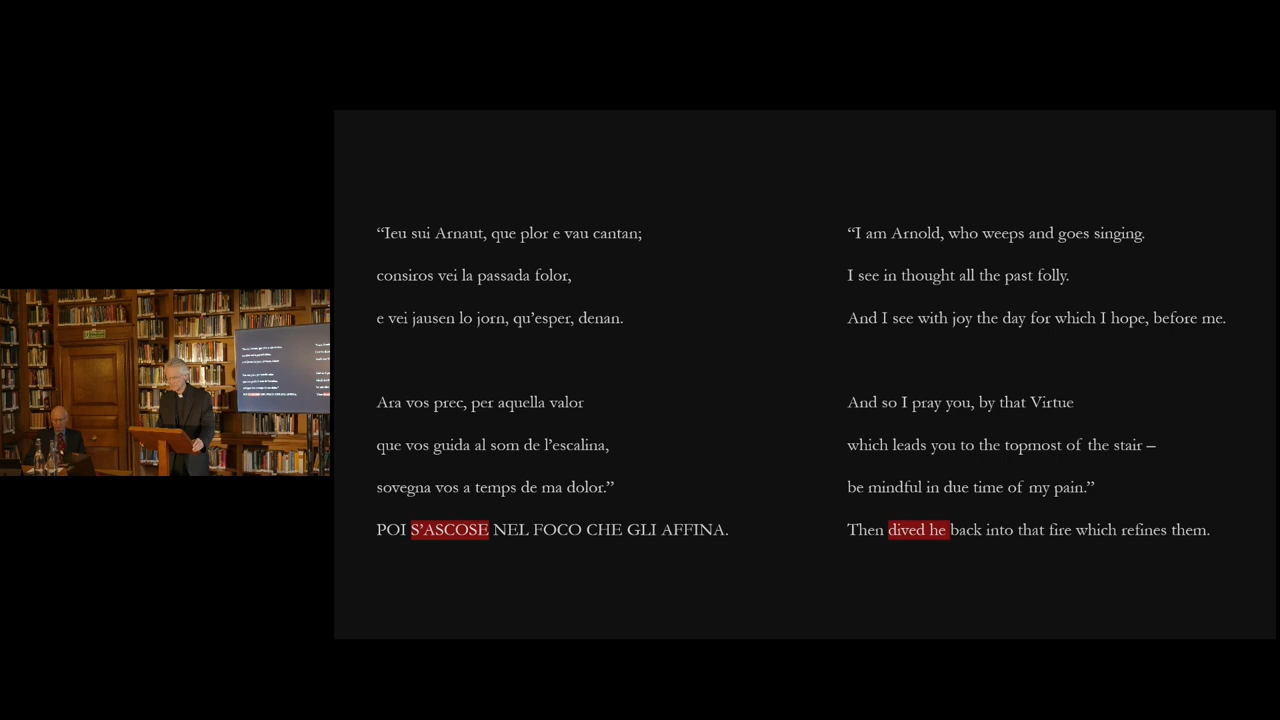 “Ieu sui Arnaut, que plor e vau cantan;
consiros vei la passada folor,
e vei jausen lo jorn, qu’esper, denan.
Ara vos prec, per aquella valor
que vos guida al som de l’escalina,
sovegna vos a temps de ma dolor.”
POI S’ASCOSE NEL FOCO CHE GLI AFFINA.
“I am Arnold, who weeps and goes singing.
I see in thought all the past folly.
And I see with joy the day for which I hope, before me.
And so I pray you, by that Virtue
which leads you to the topmost of the stair –
be mindful in due time of my pain.”
Then dived he back into that fire which refines them.